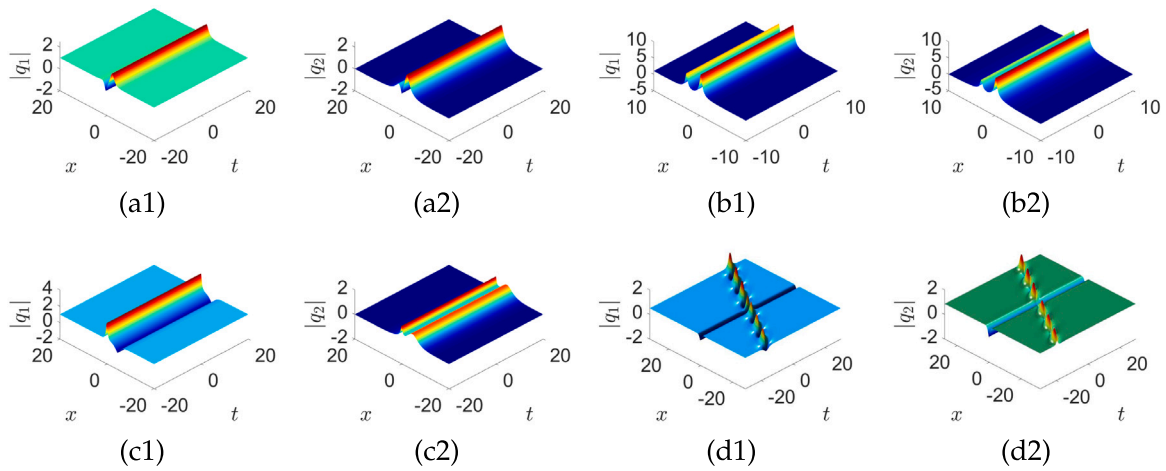 |q₁| 2 0 -2 20 0 -20 -20 0 20 x t
(a1)
|q₂| 2 0 -2 20 0 -20 -20 0 20 x t
(a2)
|q₁| 10 5 0 -5 10 0 -10 -10 0 10 x t
(b1)
|q₂| 10 5 0 -5 10 0 -10 -10 0 10 x t
(b2)
|q₁| 4 2 0 -2 20 0 -20 -20 0 20 x t
(c1)
|q₂| 2 0 -2 20 0 -20 -20 0 20 x t
(c2)
|q₁| 2 0 -2 20 0 -20 -20 0 20 x t
(d1)
|q₂| 2 0 -2 20 0 -20 -20 0 20 x t
(d2)